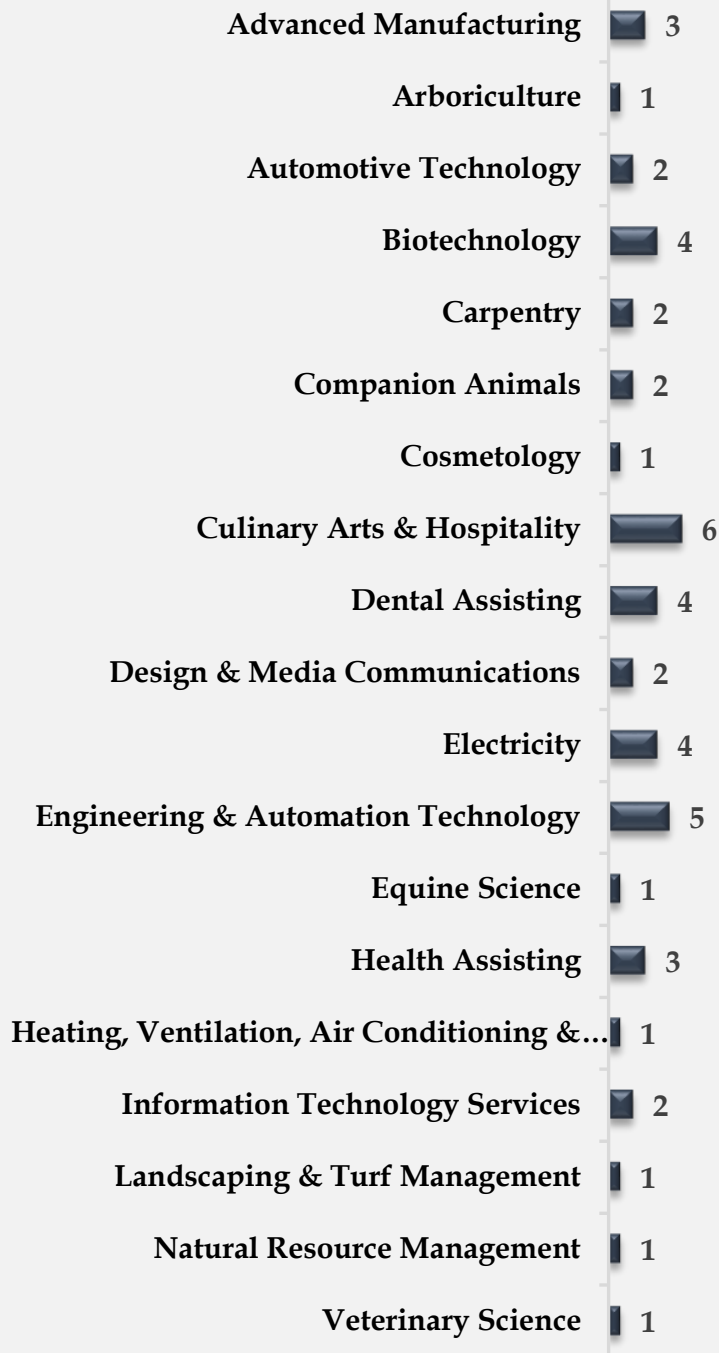 Advanced Manufacturing 3
Arboriculture 1
Automotive Technology 2
Biotechnology 4
Carpentry 2
Companion Animals 2
Cosmetology 1
Culinary Arts & Hospitality 6
Dental Assisting 4
Design & Media Communications 2
Electricity 4
Engineering & Automation Technology 5
Equine Science 1
Health Assisting 3
Heating, Ventilation, Air Conditioning &... 1
Information Technology Services 2
Landscaping & Turf Management 1
Natural Resource Management 1
Veterinary Science 1